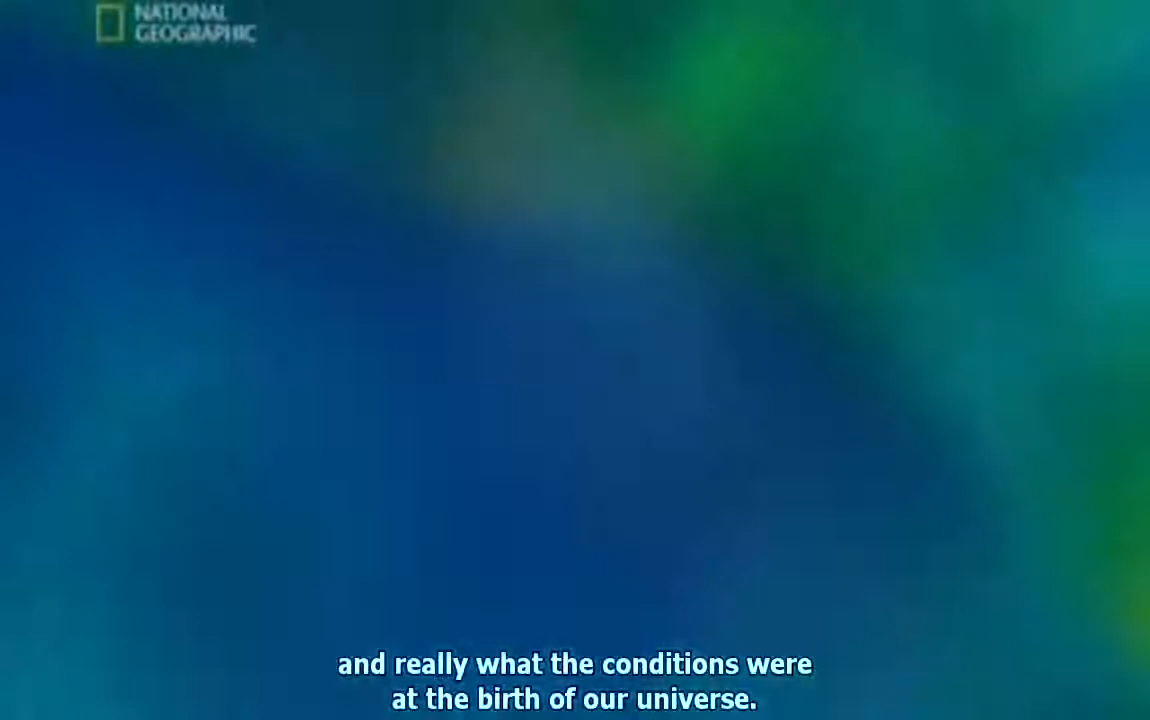 NATIONAL
GEOGRAPHIC
and really what the conditions were
at the birth of our universe.